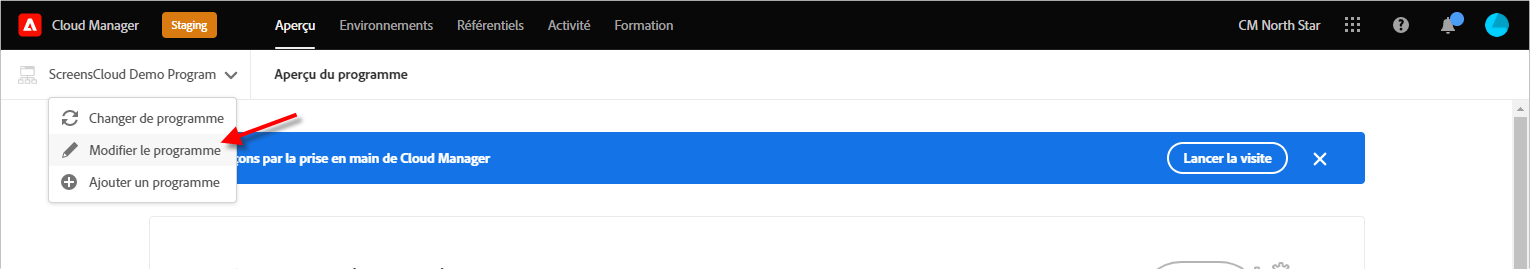 Cloud Manager Staging Aperçu Environnements Référentiels Activité Formation CM North Star
ScreensCloud Demo Program Aperçu du programme
Changer de programme
Modifier le programme
par la prise en main de Cloud Manager Lancer la visite
Ajouter un programme